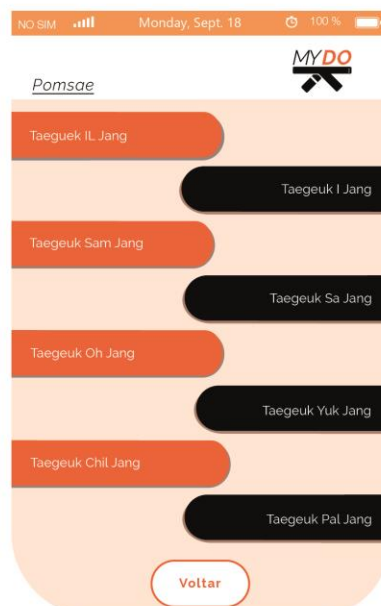 NO SIM Monday, Sept. 18 100 %
MYDO
Pomsae
Taeguek IL Jang
Taegeuk I Jang
Taegeuk Sam Jang
Taegeuk Sa Jang
Taegeuk Oh Jang
Taegeuk Yuk Jang
Taegeuk Chil Jang
Taegeuk Pal Jang
Voltar